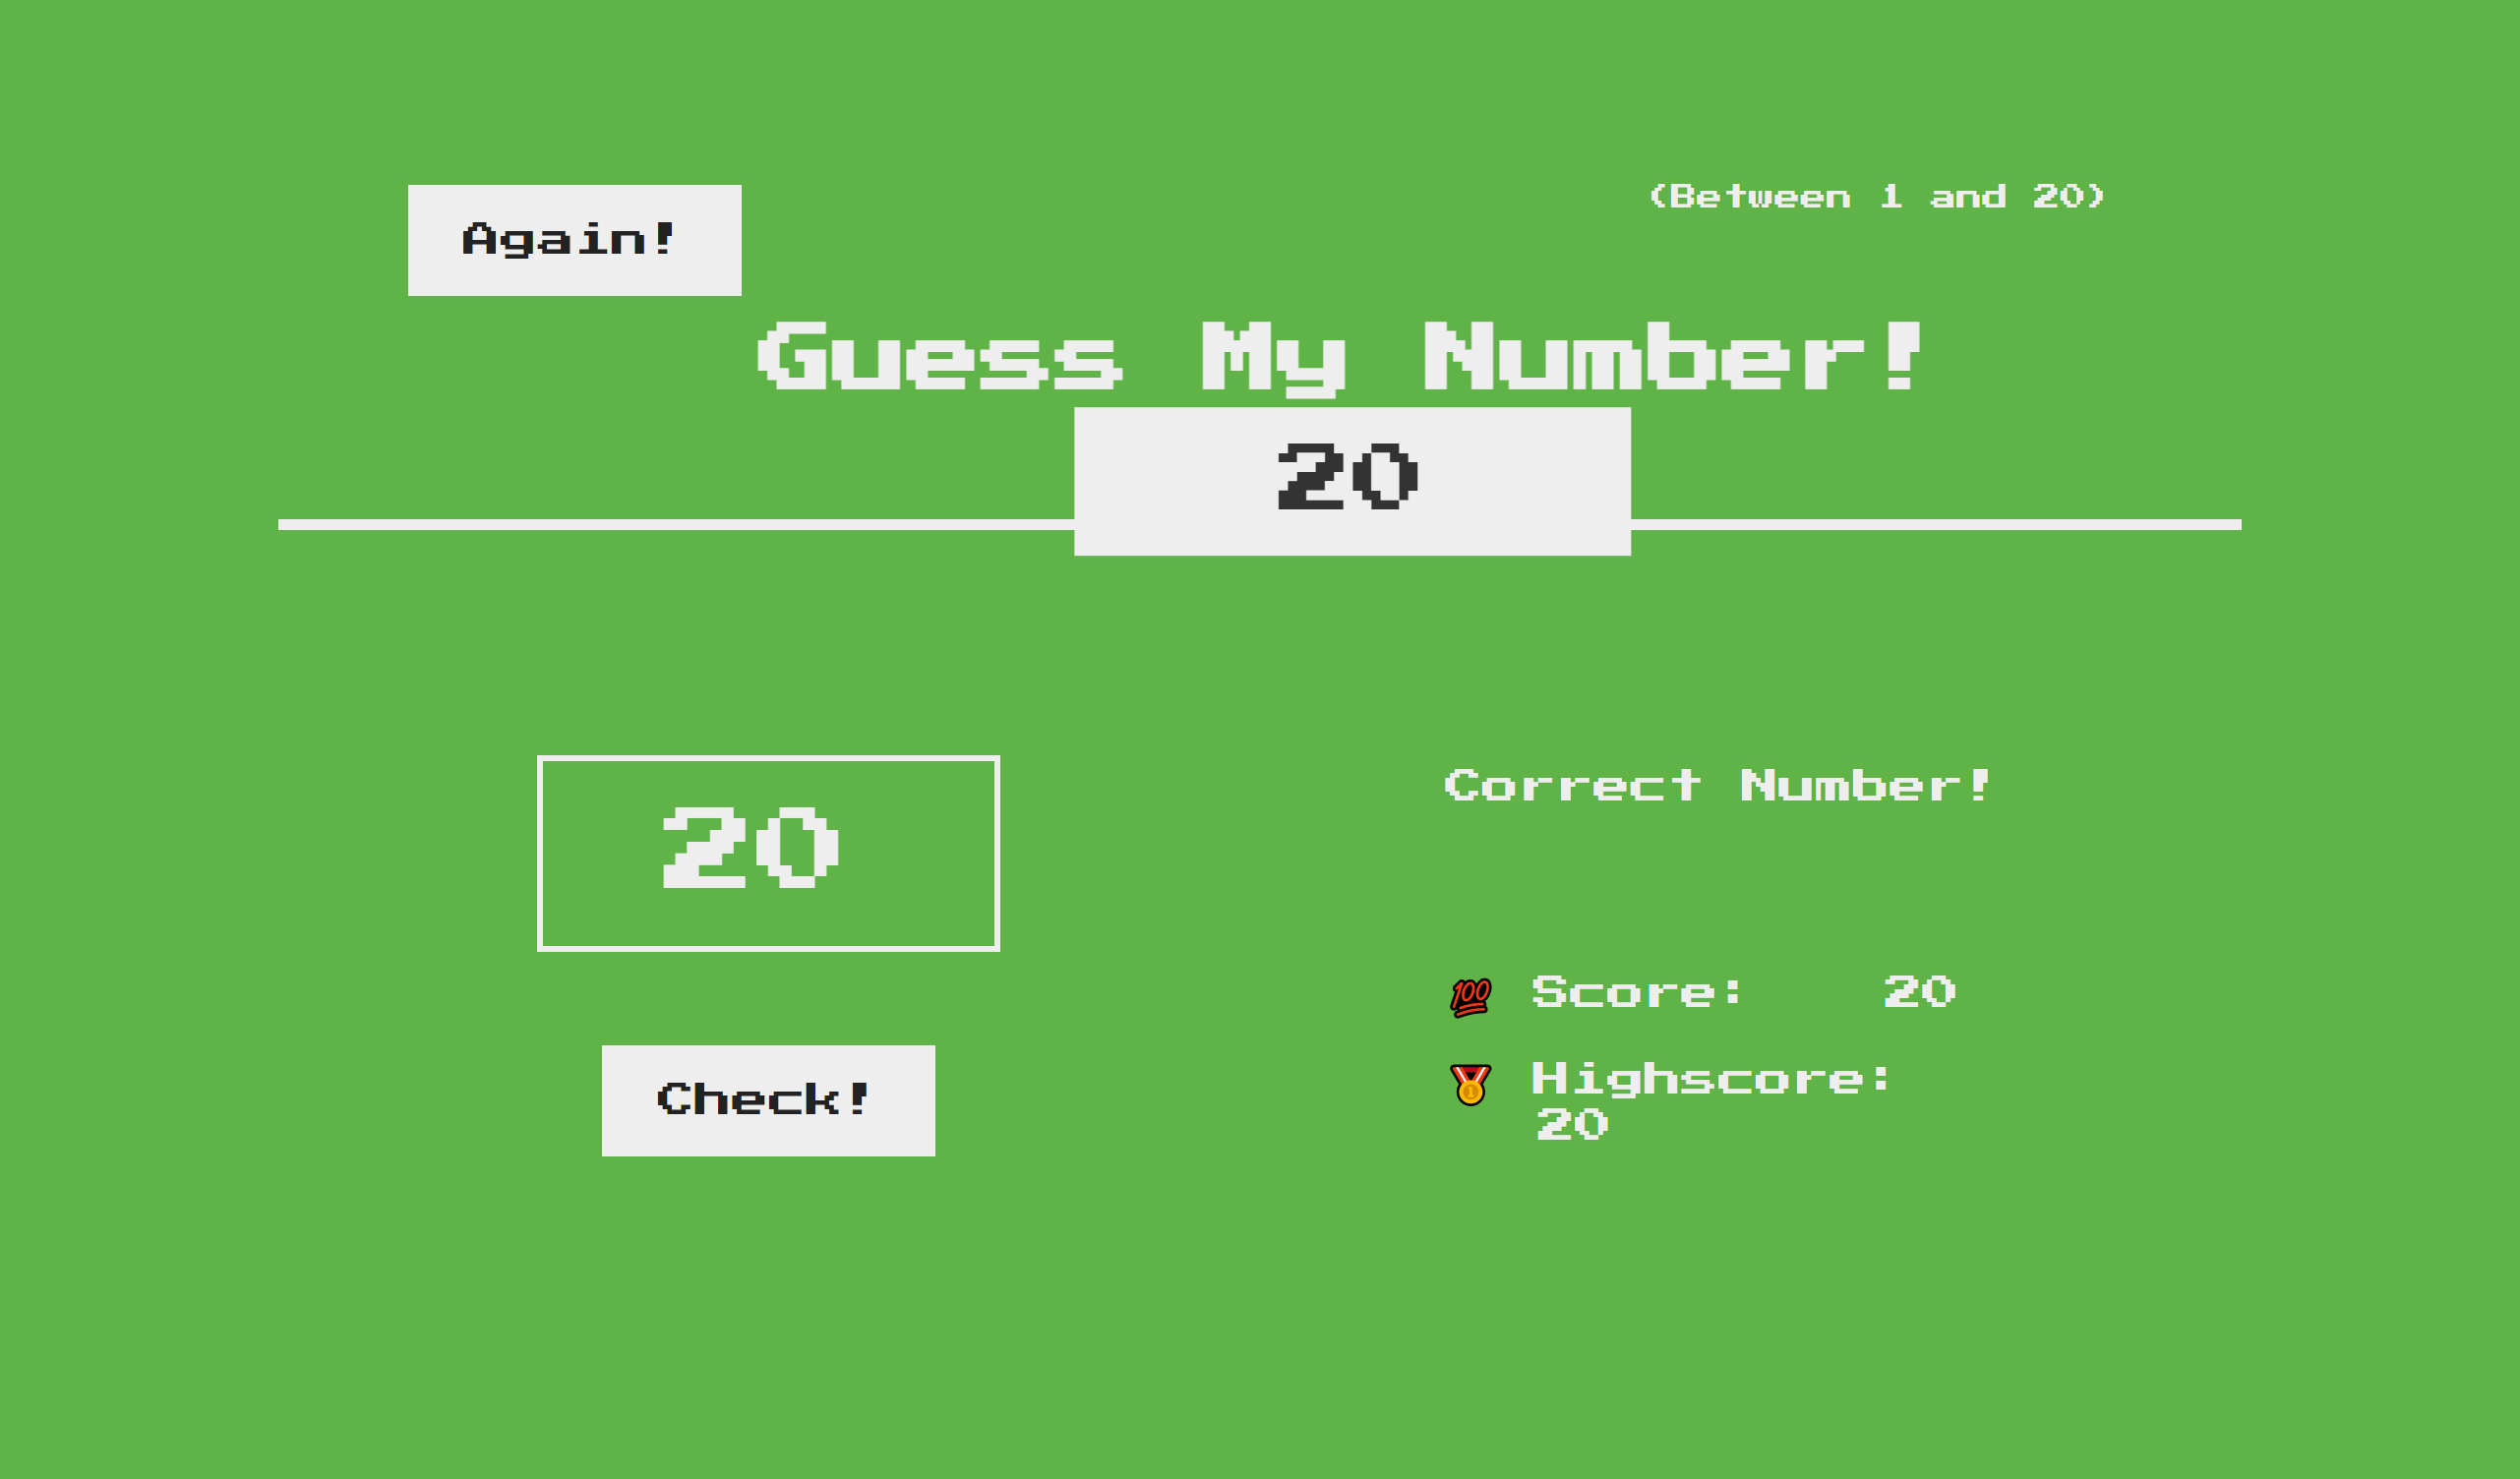 Again!
(Between 1 and 20)
Guess My Number!
20
20
Check!
Correct Number!
💯 Score: 20
🥇 Highscore:
20